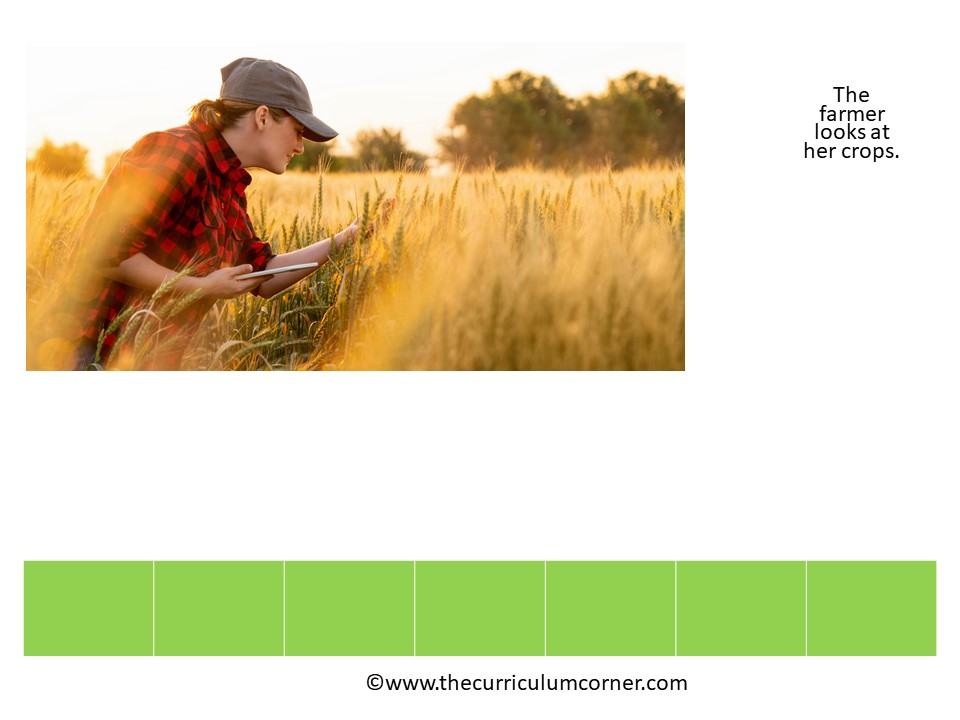 The
farmer
looks at
her crops.
©www.thecurriculumcorner.com